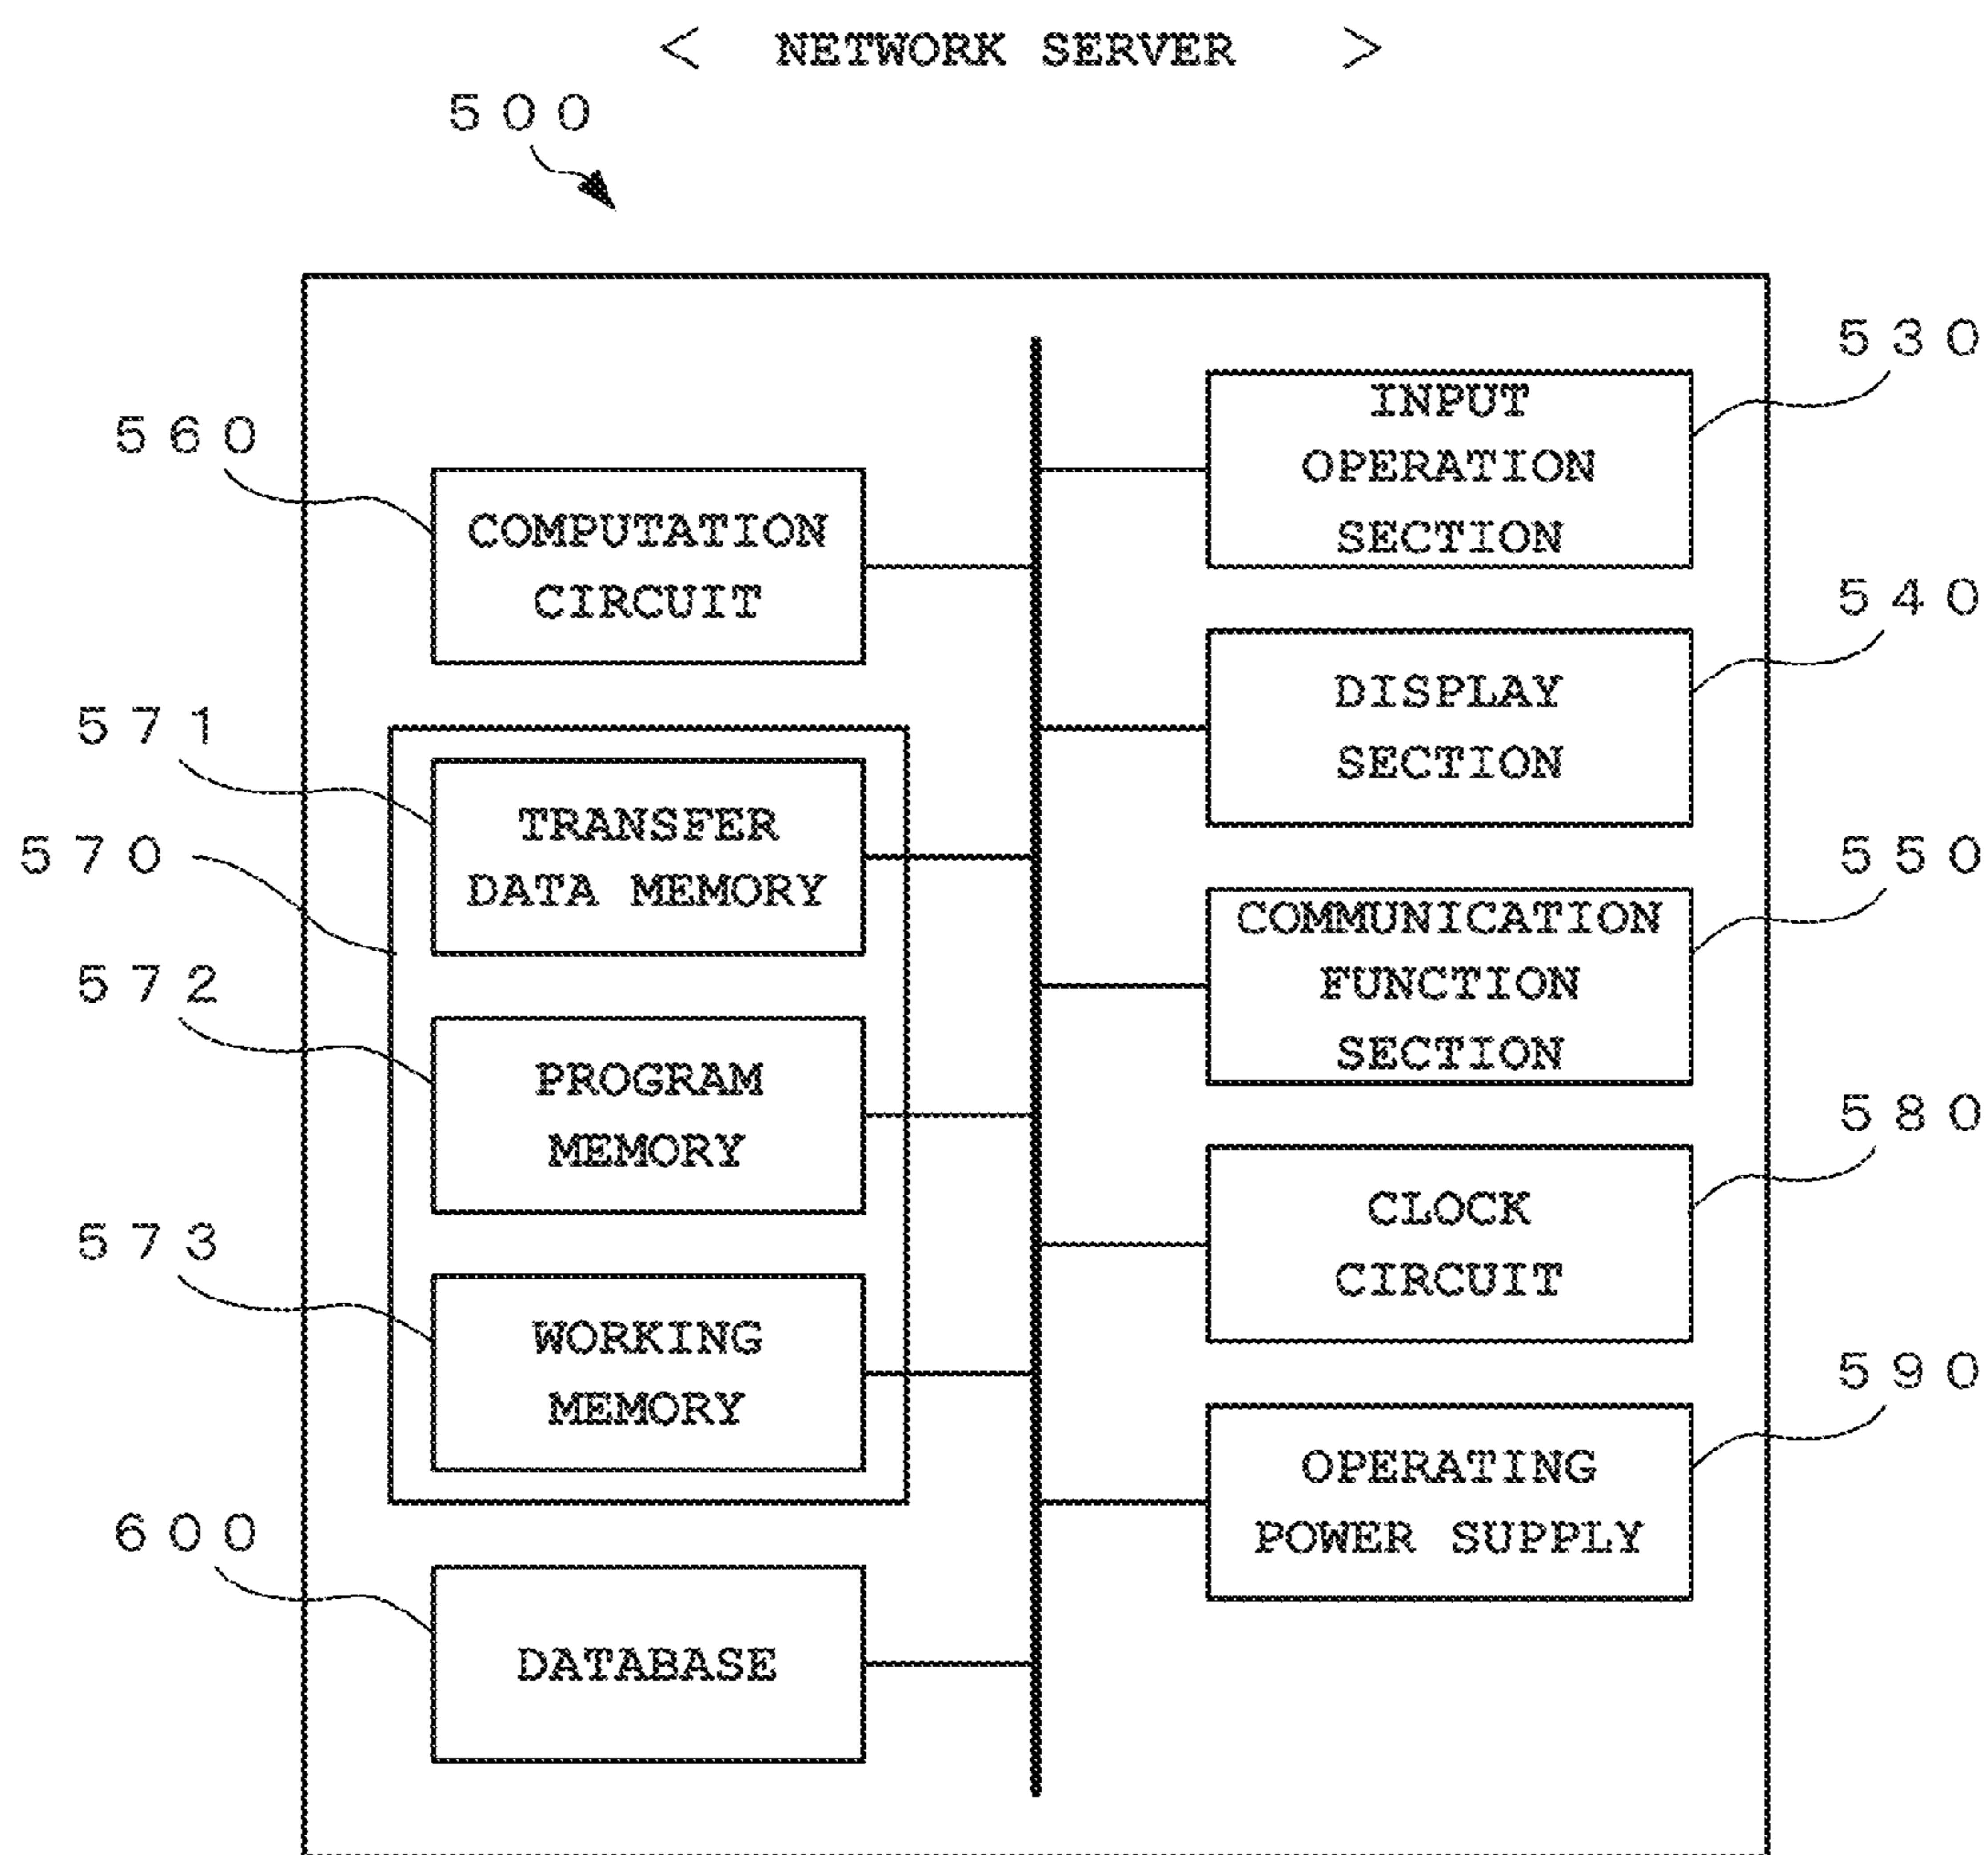 < NETWORK SERVER >
500
530
INPUT
OPERATION
SECTION
560
COMPUTATION
CIRCUIT
540
DISPLAY
SECTION
571
TRANSFER
DATA MEMORY
570
550
COMMUNICATION
FUNCTION
SECTION
572
PROGRAM
MEMORY
580
CLOCK
CIRCUIT
573
WORKING
MEMORY
590
OPERATING
POWER SUPPLY
600
DATABASE